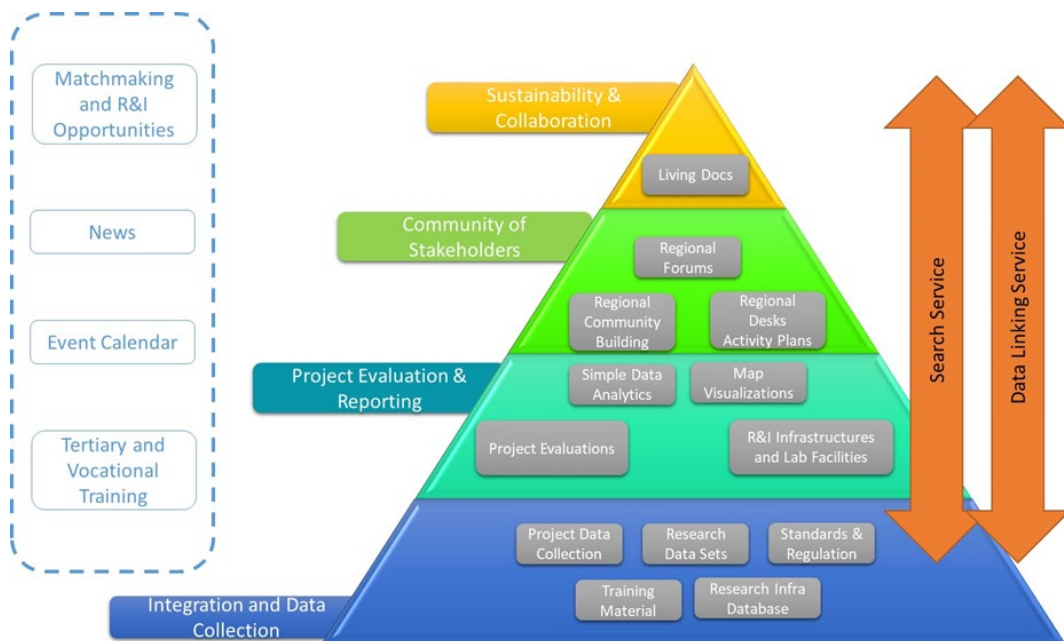 Matchmaking
and R&I
Opportunities
News
Event Calendar
Tertiary and
Vocational
Training
Sustainability &
Collaboration
Living Docs
Community of
Stakeholders
Regional
Forums
Regional
Community
Building
Regional
Desks
Activity Plans
Project Evaluation &
Reporting
Simple Data
Analytics
Map
Visualizations
Project Evaluations
R&I Infrastructures
and Lab Facilities
Integration and Data
Collection
Project Data
Collection
Research
Data Sets
Standards &
Regulation
Training
Material
Research Infra
Database
Search Service
Data Linking Service